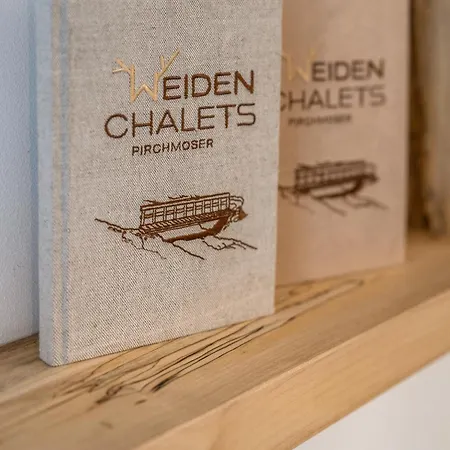 WEIDEN
CHALETS
PIRCHMOSER
WEIDEN
CHALETS
PIRCHMOSER